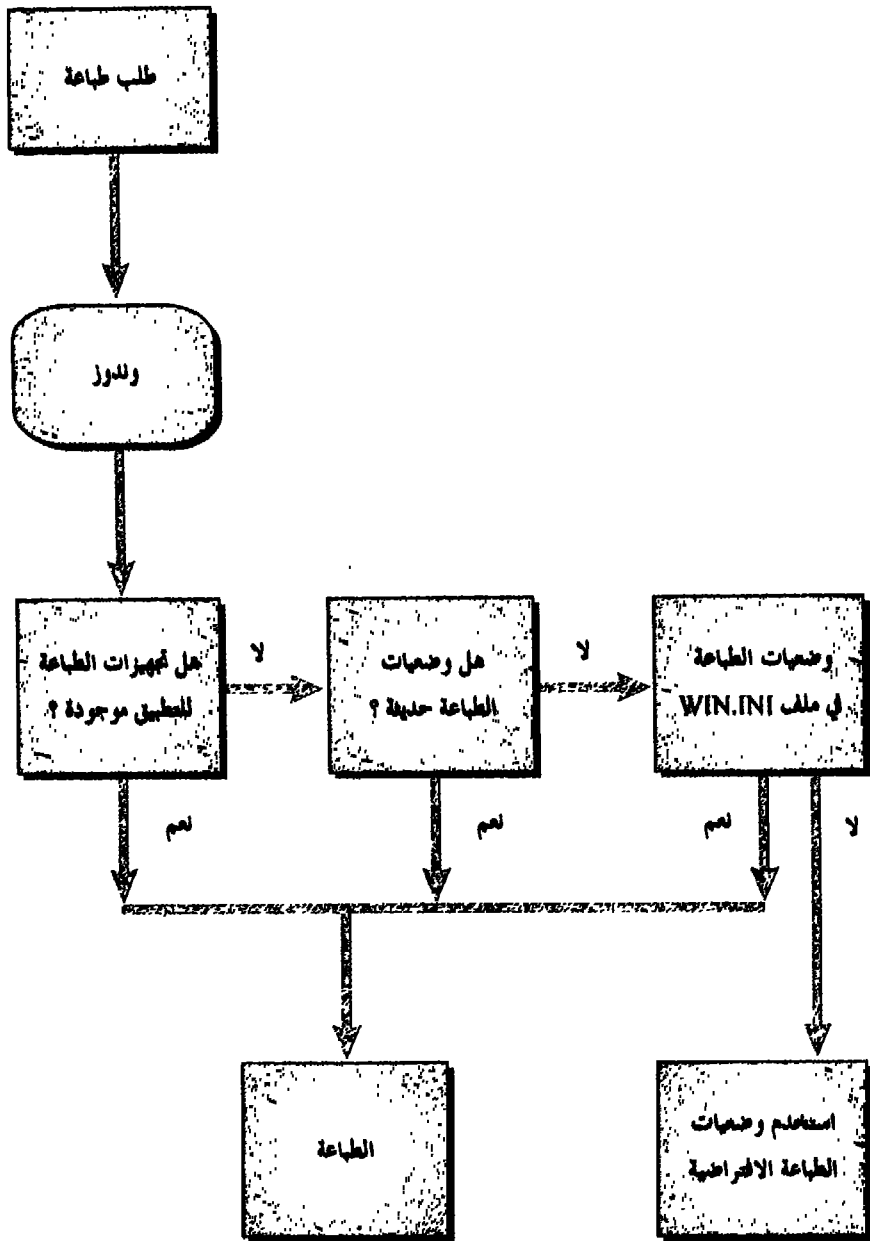 طلب طباعة
وندوز
هل تجهيزات الطباعة
للتطبيق موجودة ؟
لا
هل وضعيات
الطباعة حديثة ؟
لا
وضعيات الطباعة
في ملف WIN.INI
نعم
نعم
نعم
لا
الطباعة
استخدم وضعيات
الطباعة الافتراضية